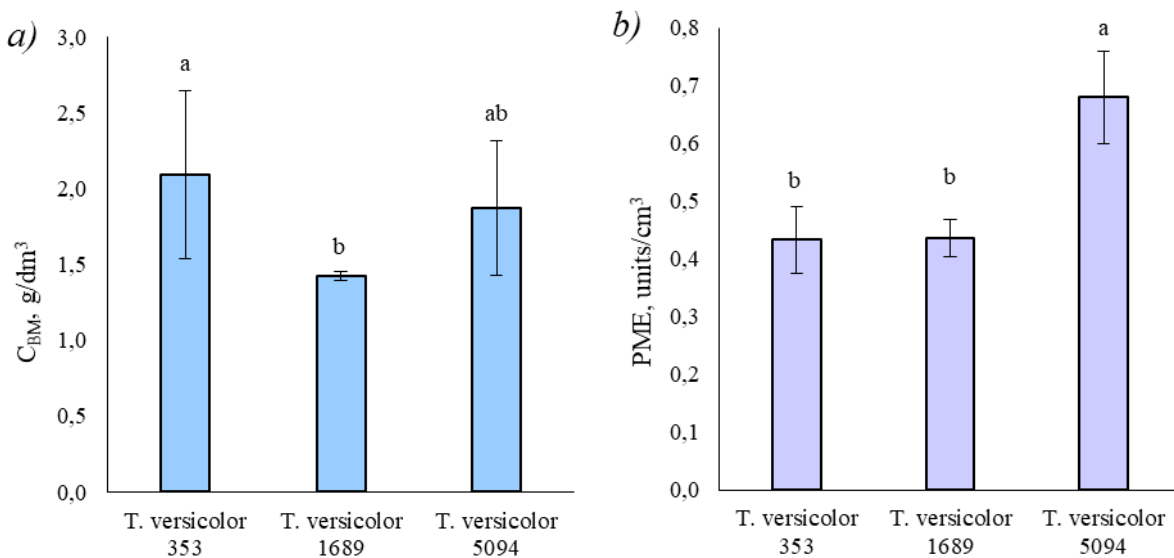 a)
3,0
2,5
2,0
1,5
1,0
0,5
0,0
C_BM, g/dm³
a
b
ab
T. versicolor
353
T. versicolor
1689
T. versicolor
5094
b)
0,8
0,7
0,6
0,5
0,4
0,3
0,2
0,1
0,0
PME, units/cm³
b
b
a
T. versicolor
353
T. versicolor
1689
T. versicolor
5094